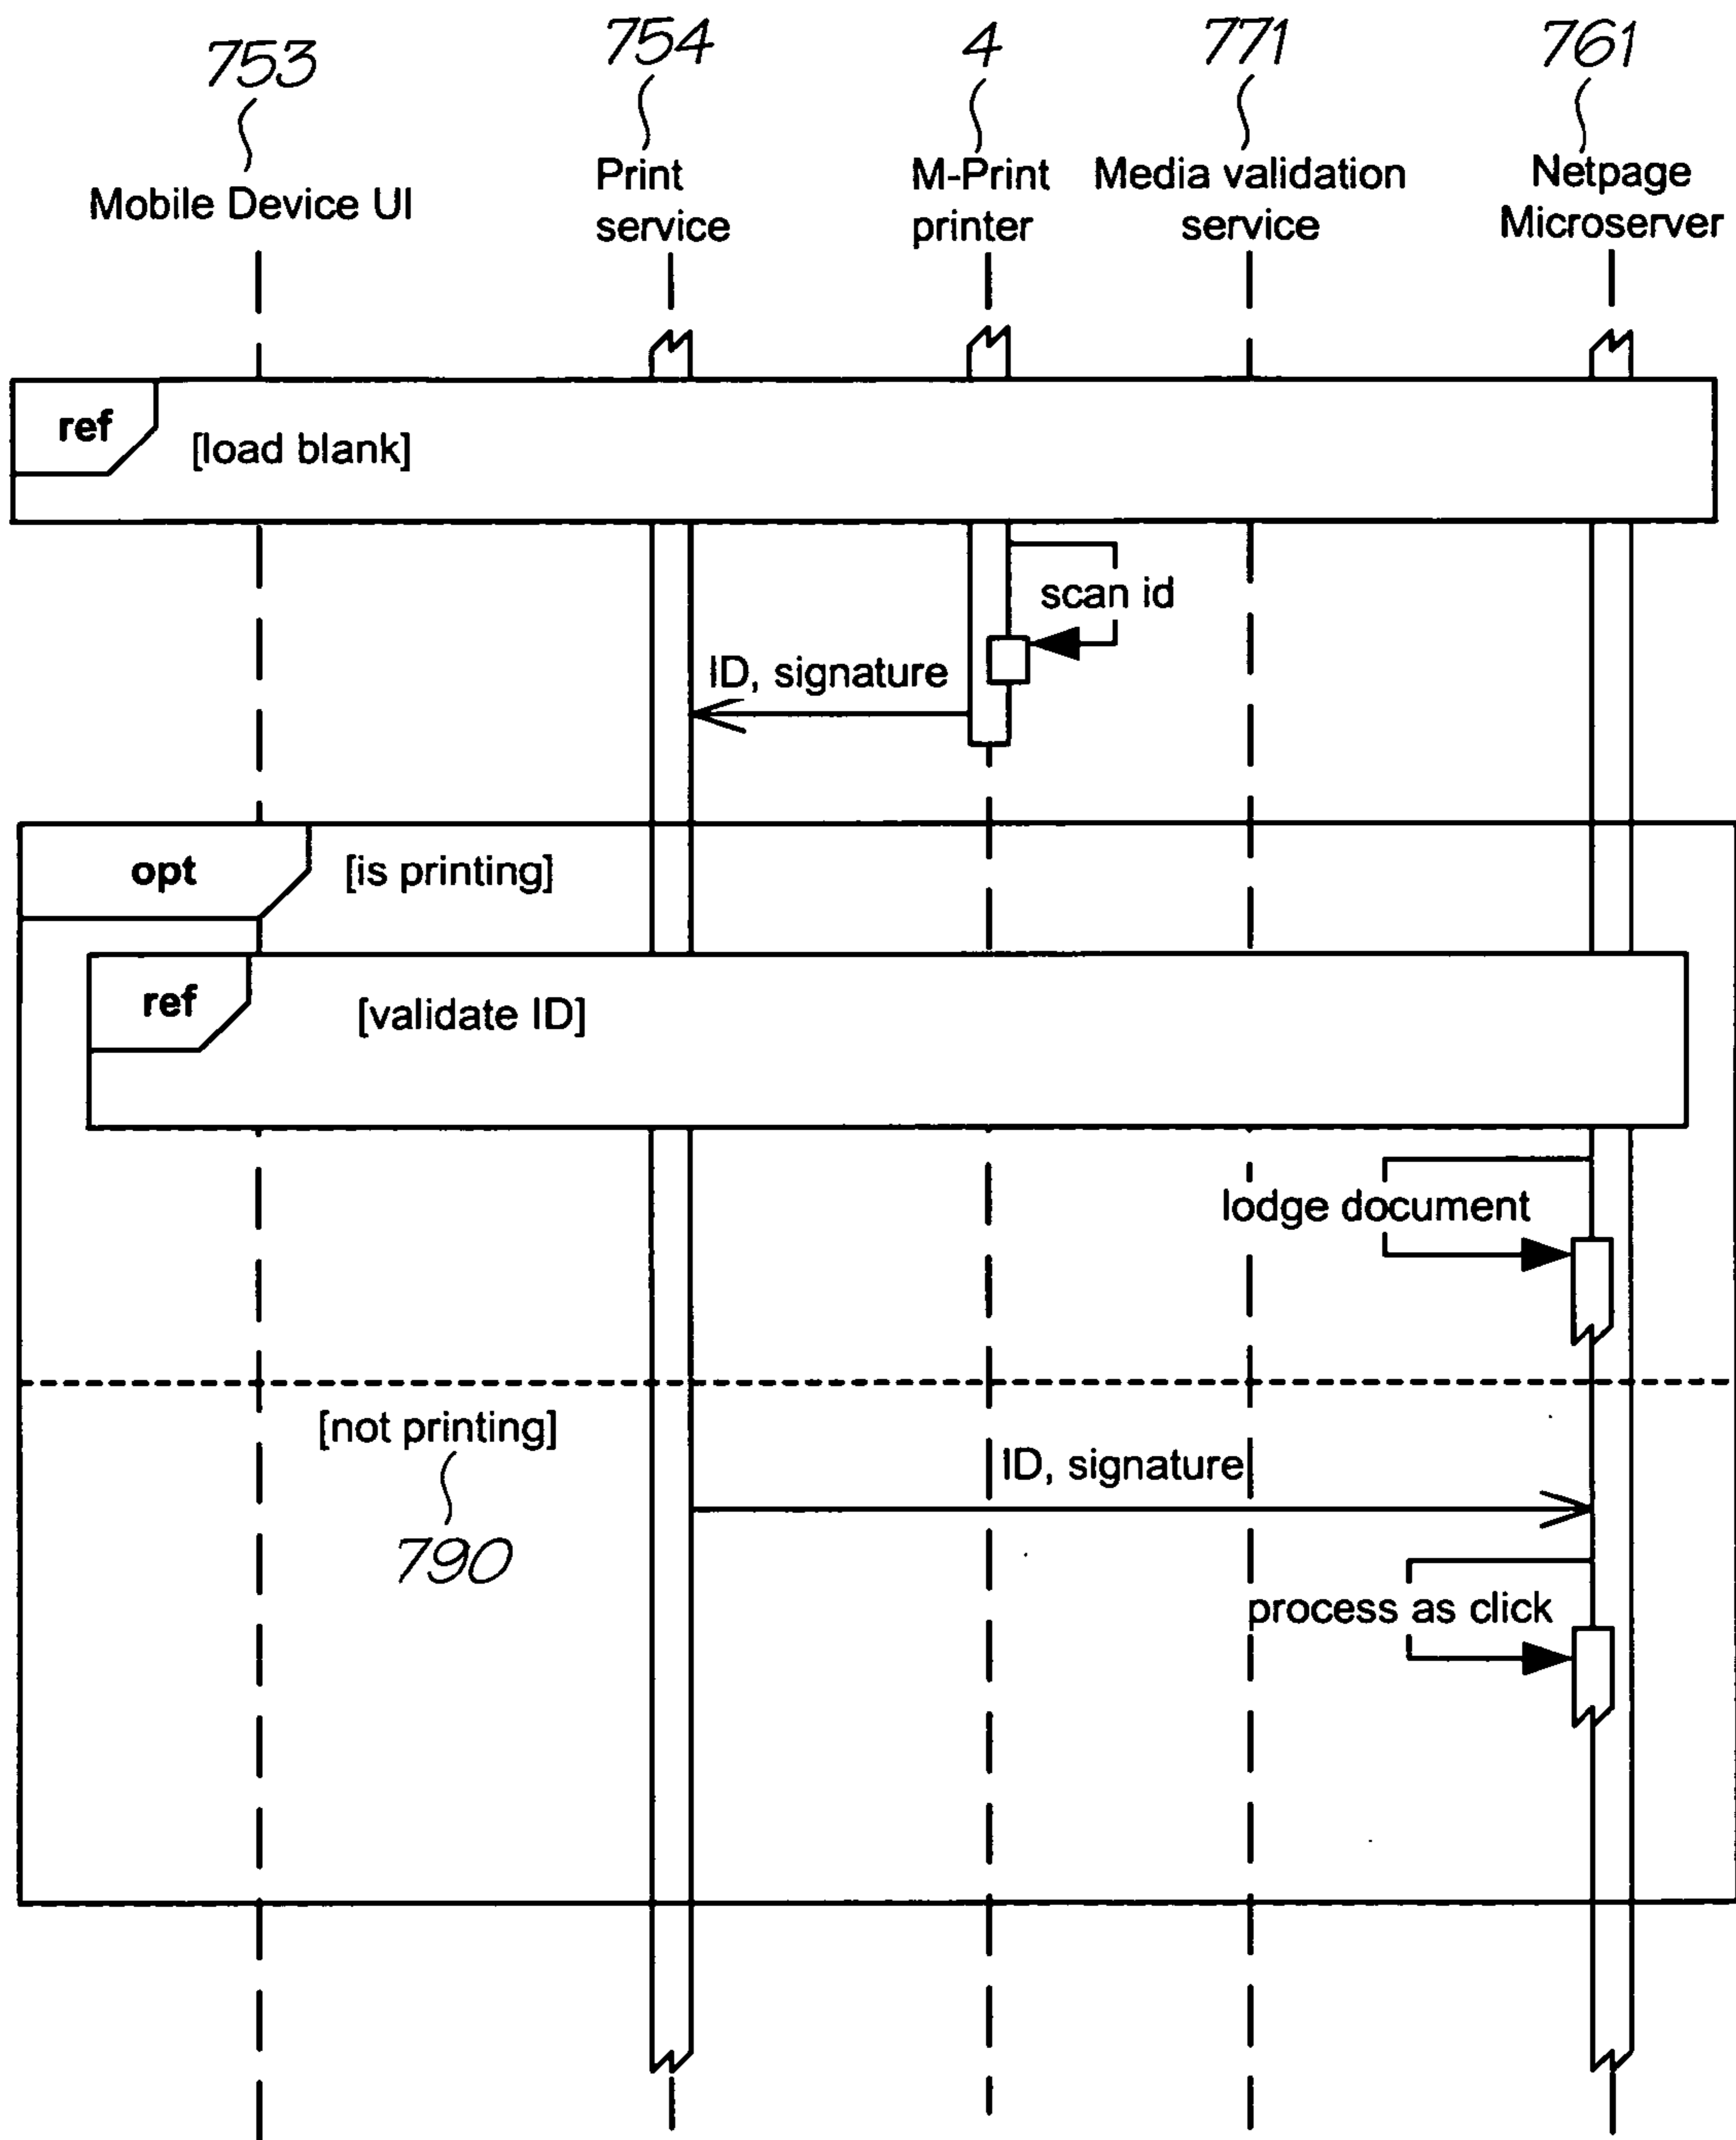 753
754
4
771
761
Mobile Device UI
Print
service
M-Print
printer
Media validation
service
Netpage
Microserver
ref
[load blank]
scan id
ID, signature
opt
[is printing]
ref
[validate ID]
lodge document
[not printing]
790
ID, signature
process as click